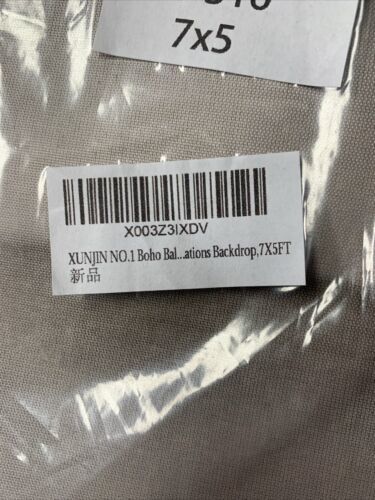 7x5
X003Z3IXDV
XUNJIN NO.1 Boho Bal...ations Backdrop,7X5FT
新品